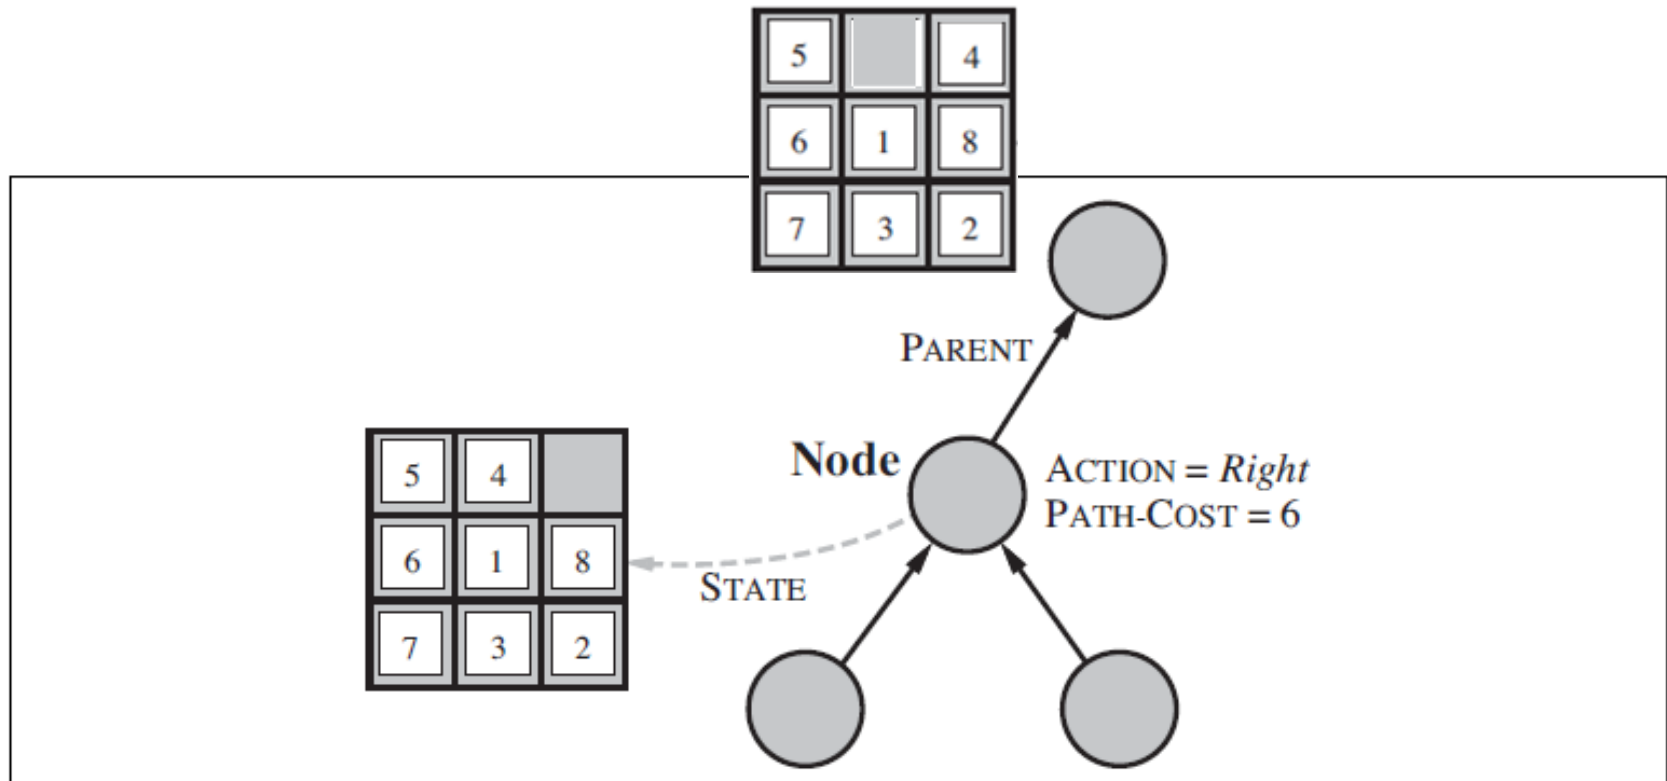 5 4
6 1 8
7 3 2
PARENT
Node
ACTION = Right
PATH-COST = 6
5 4
6 1 8
7 3 2
STATE